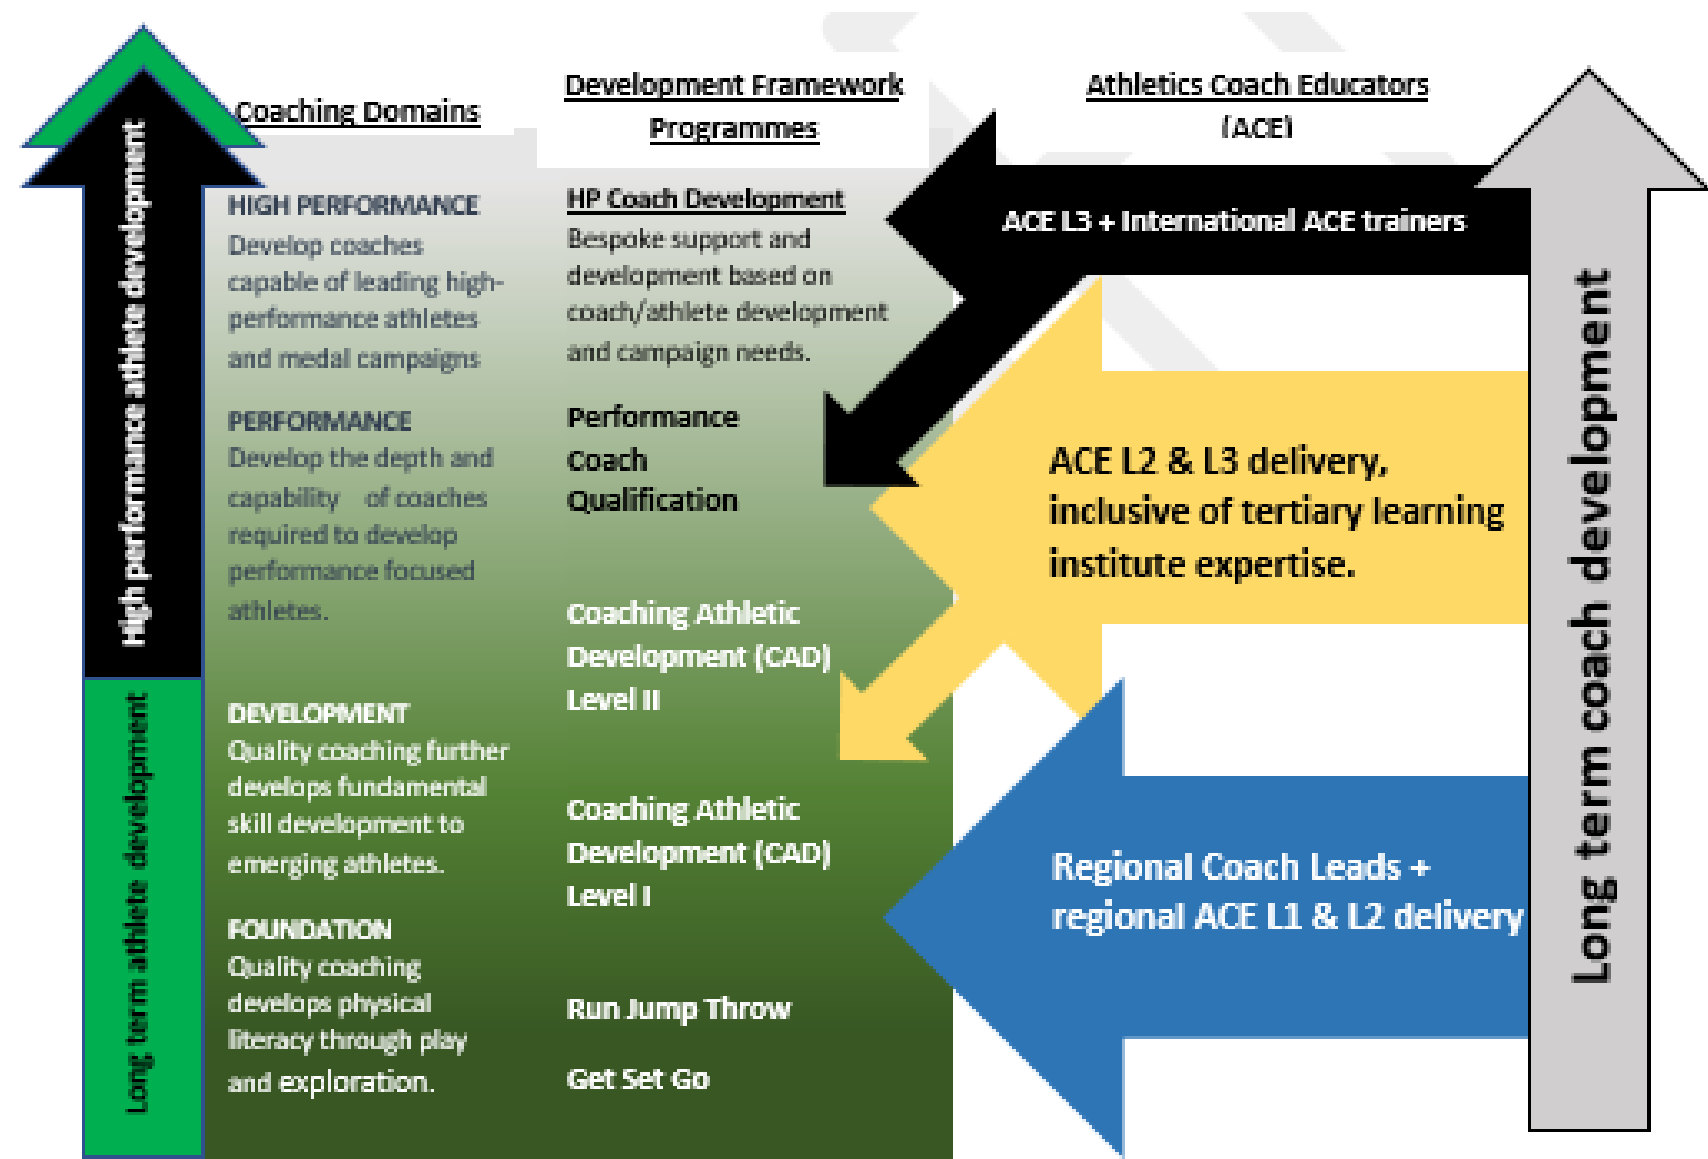 High performance athlete development
Long term athlete development
Coaching Domains
HIGH PERFORMANCE
Develop coaches
capable of leading high-
performance athletes
and medal campaigns
PERFORMANCE
Develop the depth and
capability of coaches
required to develop
performance focused
athletes.
DEVELOPMENT
Quality coaching further
develops fundamental
skill development to
emerging athletes.
FOUNDATION
Quality coaching
develops physical
literacy through play
and exploration.
Development Framework
Programmes
HP Coach Development
Bespoke support and
development based on
coach/athlete development
and campaign needs.
Performance
Coach
Qualification
Coaching Athletic
Development (CAD)
Level II
Coaching Athletic
Development (CAD)
Level I
Run Jump Throw
Get Set Go
Athletics Coach Educators
(ACE)
ACE L3 + International ACE trainers
ACE L2 & L3 delivery,
inclusive of tertiary learning
institute expertise.
Regional Coach Leads +
regional ACE L1 & L2 delivery
Long term coach development